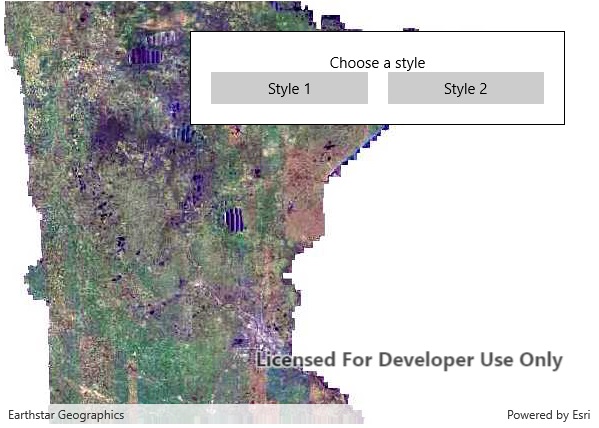 Choose a style
Style 1
Style 2
Licensed For Developer Use Only
Earthstar Geographics
Powered by Esri